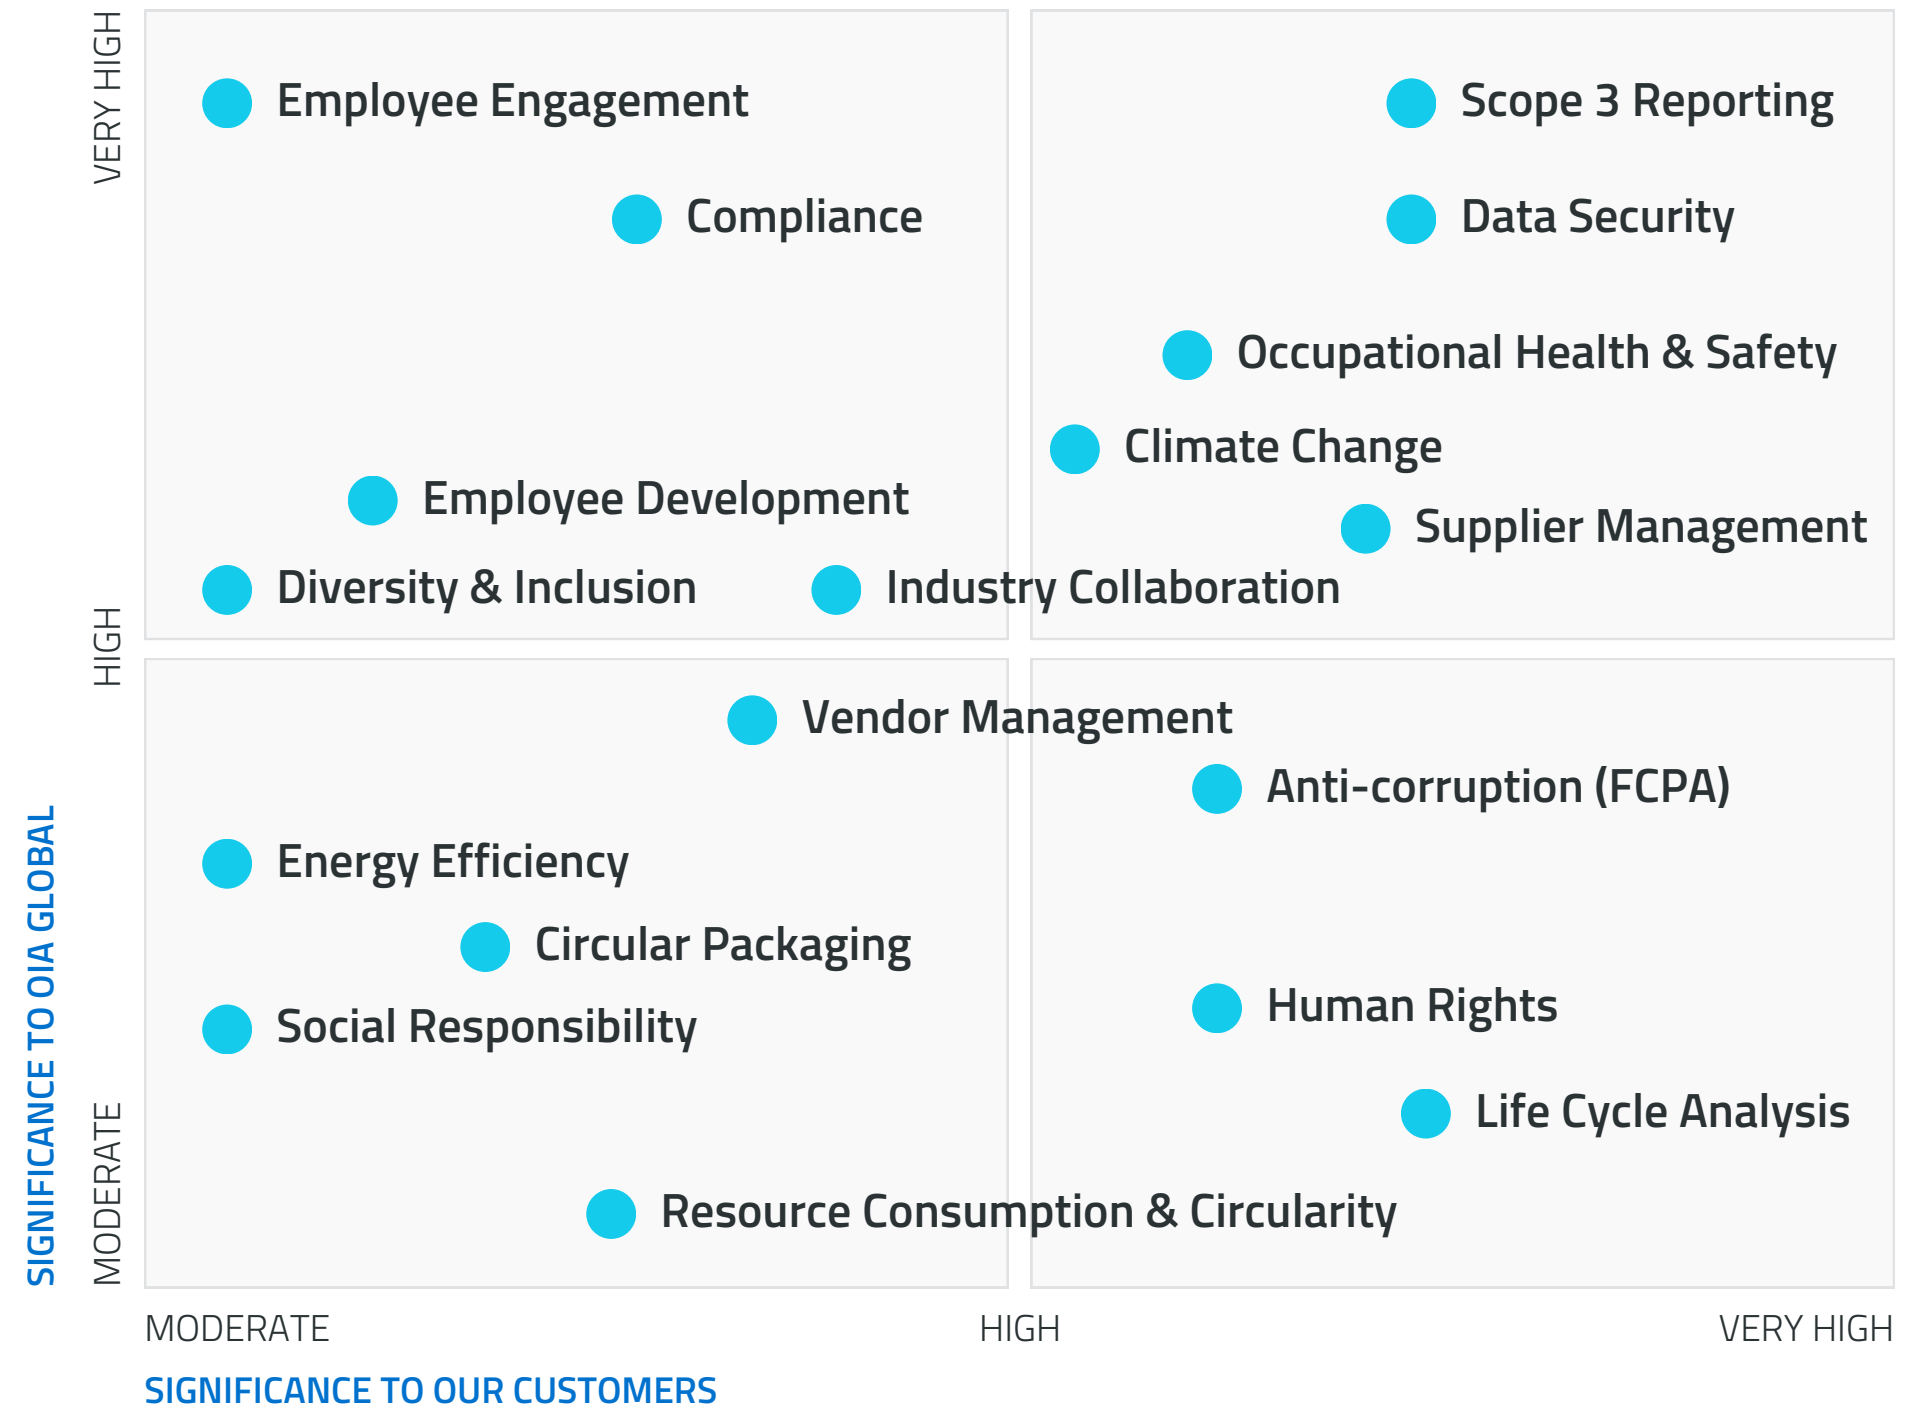 VERY HIGH
Employee Engagement
Scope 3 Reporting
Compliance
Data Security
Occupational Health & Safety
Climate Change
Employee Development
Supplier Management
Diversity & Inclusion
Industry Collaboration
HIGH
Vendor Management
Anti-corruption (FCPA)
Energy Efficiency
Circular Packaging
Human Rights
Social Responsibility
Life Cycle Analysis
Resource Consumption & Circularity
MODERATE
SIGNIFICANCE TO OIA GLOBAL
MODERATE
HIGH
VERY HIGH
SIGNIFICANCE TO OUR CUSTOMERS